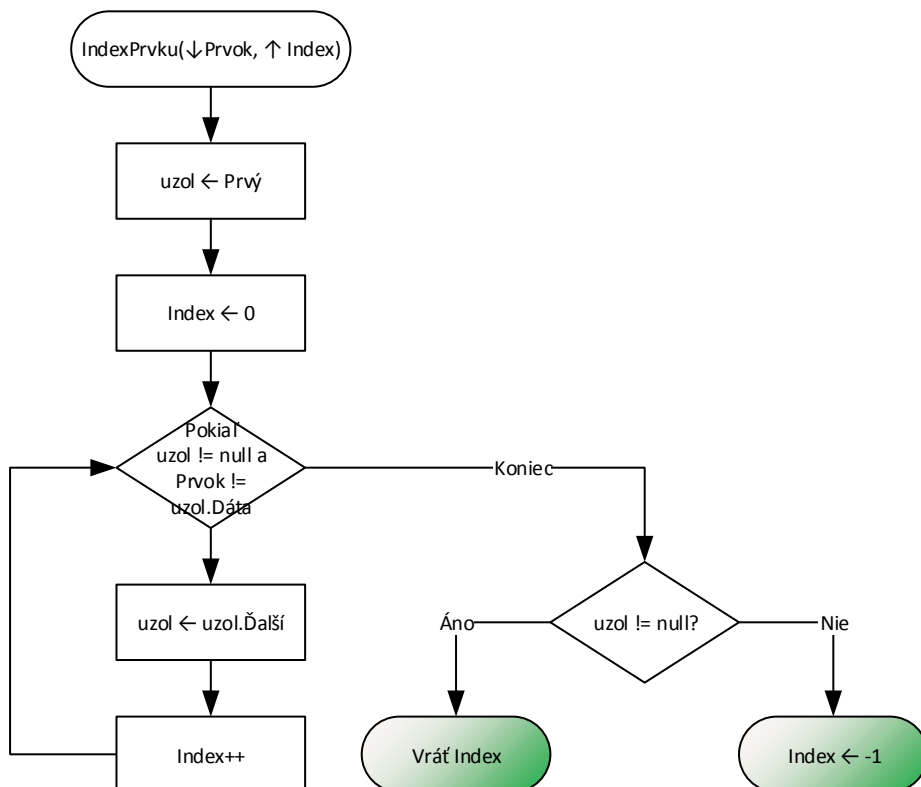 IndexPrvku(↓Prvok, ↑ Index)
uzol ← Prvý
Index ← 0
Pokiaľ
uzol != null a
Prvok !=
uzol.Dáta
Koniec
uzol ← uzol.Ďalší
uzol != null?
Áno
Nie
Index++
Vráť Index
Index ← -1